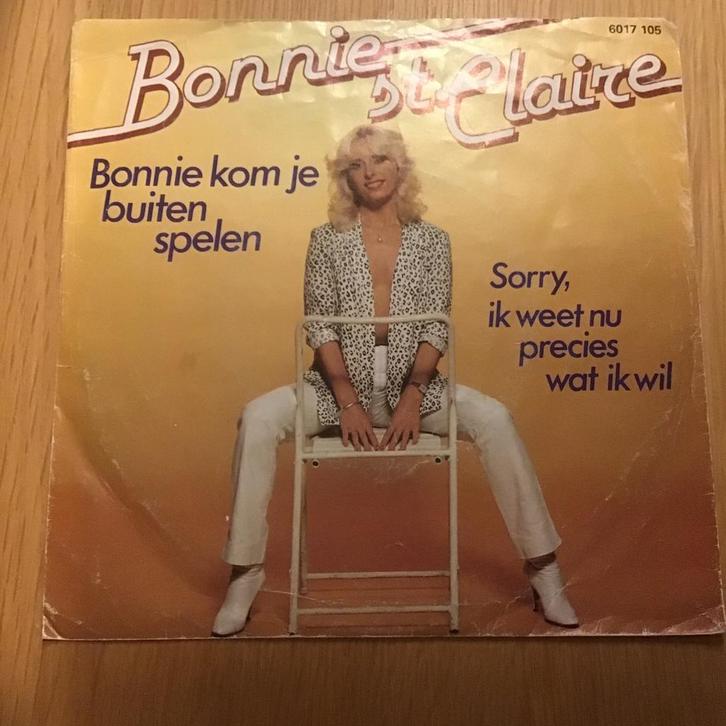 6017 105
Bonnie
st. Claire
Bonnie kom je
buiten
spelen
Sorry,
ik weet nu
precies
wat ik wil